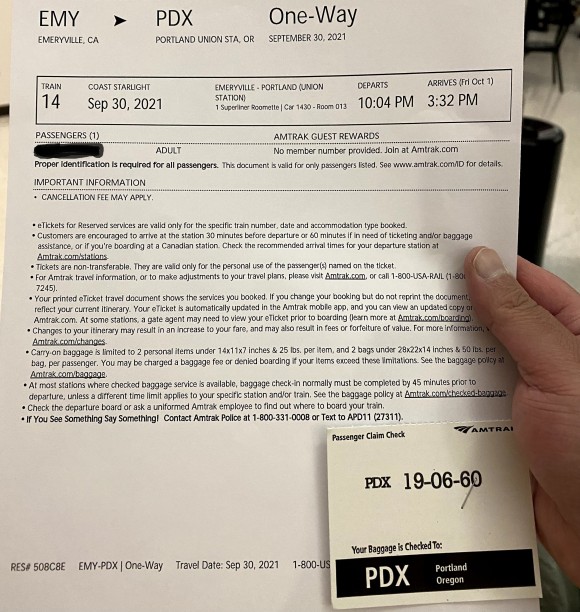 EMY ➤ PDX One-Way
EMERYVILLE, CA PORTLAND UNION STA, OR SEPTEMBER 30, 2021
TRAIN COAST STARLIGHT EMERYVILLE - PORTLAND (UNION DEPARTS ARRIVES (Fri Oct 1)
STATION)
14 Sep 30, 2021 1 Superliner Roomette | Car 1430 - Room 013 10:04 PM 3:32 PM
PASSENGERS (1) AMTRAK GUEST REWARDS
ADULT No member number provided. Join at Amtrak.com
Proper identification is required for all passengers. This document is valid for only passengers listed. See www.amtrak.com/ID for details.
IMPORTANT INFORMATION
• CANCELLATION FEE MAY APPLY.
• eTickets for Reserved services are valid only for the specific train number, date and accommodation type booked.
• Customers are encouraged to arrive at the station 30 minutes before departure or 60 minutes if in need of ticketing and/or baggage
assistance, or if you're boarding at a Canadian station. Check the recommended arrival times for your departure station at
Amtrak.com/stations.
• Tickets are non-transferable. They are valid only for the personal use of the passenger(s) named on the ticket.
• For Amtrak travel information, or to make adjustments to your travel plans, please visit Amtrak.com, or call 1-800-USA-RAIL (1-80
7245).
• Your printed eTicket travel document shows the services you booked. If you change your booking but do not reprint the document,
reflect your current itinerary. Your eTicket is automatically updated in the Amtrak mobile app, and you can view an updated copy or
Amtrak.com. At some stations, a gate agent may need to view your eTicket prior to boarding (learn more at Amtrak.com/boarding).
• Changes to your itinerary may result in an increase to your fare, and may also result in fees or forfeiture of value. For more information,
Amtrak.com/changes.
• Carry-on baggage is limited to 2 personal items under 14x11x7 inches & 25 lbs. per item, and 2 bags under 28x22x14 inches & 50 lbs. per
bag, per passenger. You may be charged a baggage fee or denied boarding if your items exceed these limitations. See the baggage policy at
Amtrak.com/baggage.
• At most stations where checked baggage service is available, baggage check-in normally must be completed by 45 minutes prior to
departure, unless a different time limit applies to your specific station and/or train. See the baggage policy at Amtrak.com/checked-baggage.
• Check the departure board or ask a uniformed Amtrak employee to find out where to board your train.
• If You See Something Say Something! Contact Amtrak Police at 1-800-331-0008 or Text to APD11 (27311).
Passenger Claim Check AMTRAK
PDX 19-06-60
Your Baggage is Checked To:
PDX Portland
Oregon
RES# 508C8E EMY-PDX | One-Way Travel Date: Sep 30, 2021 1-800-US